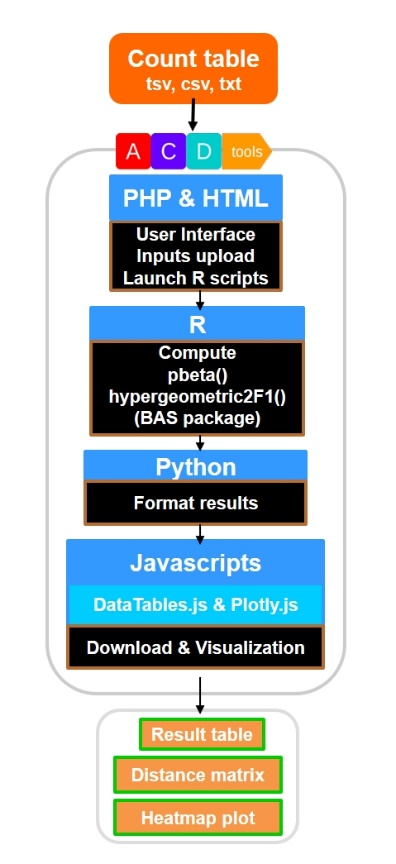 Count table
tsv, csv, txt
A C D tools
PHP & HTML
User Interface
Inputs upload
Launch R scripts
R
Compute
pbeta()
hypergeometric2F1()
(BAS package)
Python
Format results
Javascripts
DataTables.js & Plotly.js
Download & Visualization
Result table
Distance matrix
Heatmap plot